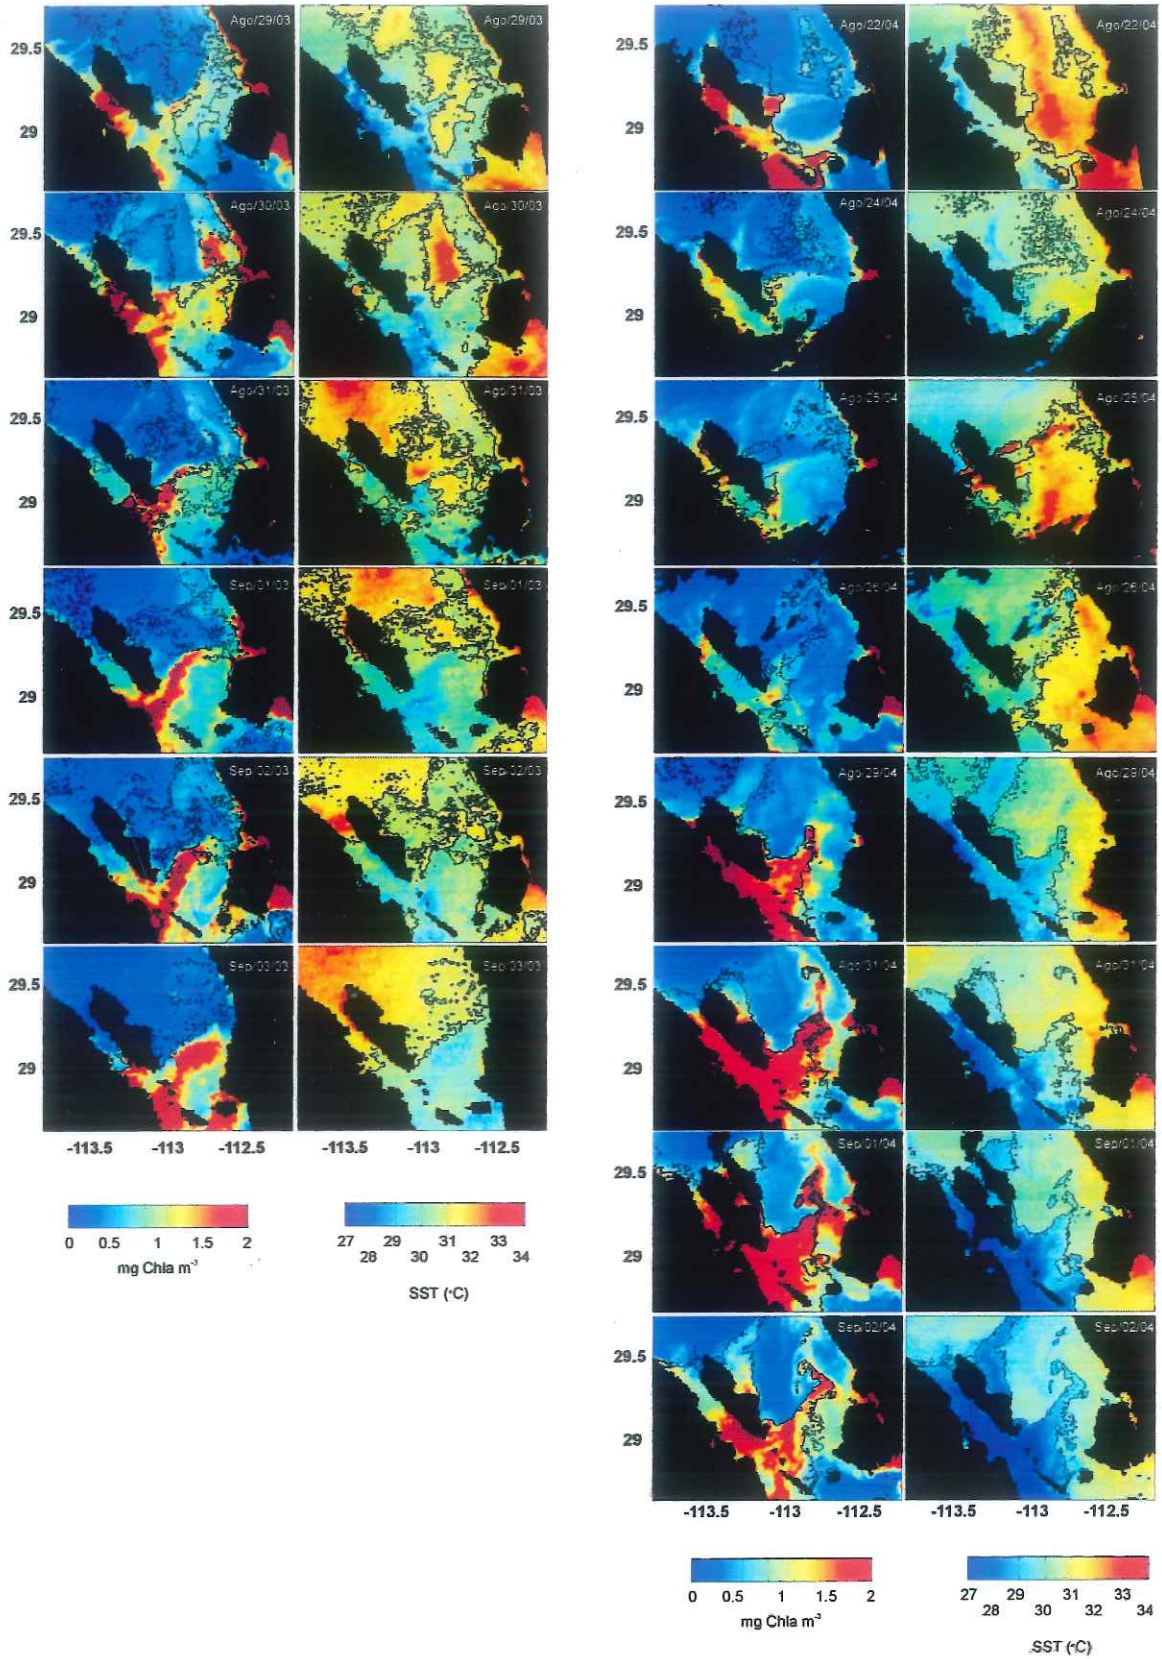 Ago/29/03 Ago/29/03
29.5
29
Ago/30/03 Ago/30/03
29.5
29
Ago/31/03 Ago/31/03
29.5
29
Sep/01/03 Sep/01/03
29.5
29
Sep/02/03 Sep/02/03
29.5
29
Sep/03/03 Sep/03/03
29.5
29
-113.5 -113 -112.5 -113.5 -113 -112.5
0 0.5 1 1.5 2
mg Chla m⁻³
27 29 31 33
28 30 32 34
SST (°C)
Ago/22/04 Ago/22/04
29.5
29
Ago/24/04 Ago/24/04
29.5
29
Ago/25/04 Ago/25/04
29.5
29
Ago/26/04 Ago/26/04
29.5
29
Ago/29/04 Ago/29/04
29.5
29
Ago/31/04 Ago/31/04
29.5
29
Sep/01/04 Sep/01/04
29.5
29
Sep/02/04 Sep/02/04
29.5
29
-113.5 -113 -112.5 -113.5 -113 -112.5
0 0.5 1 1.5 2
mg Chla m⁻³
27 29 31 33
28 30 32 34
SST (°C)